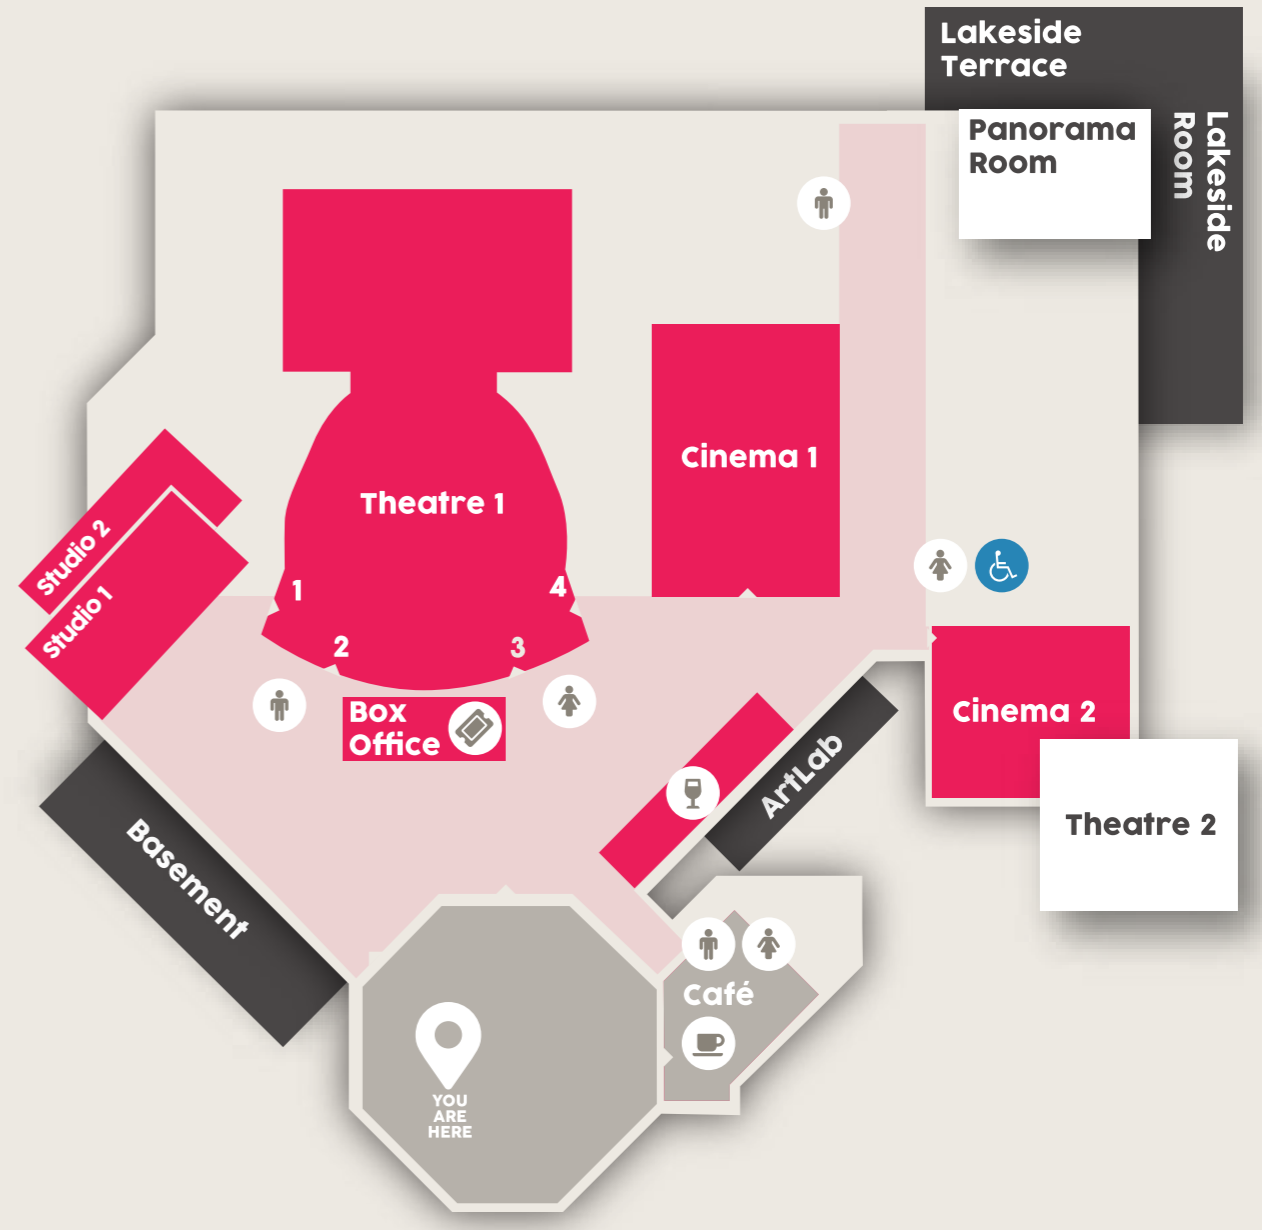 Lakeside
Terrace
Panorama
Room
Lakeside
Room
Cinema 1
Theatre 1
Studio 2
Studio 1
1
2
3
4
Box
Office
Cinema 2
ArtLab
Theatre 2
Basement
Café
YOU
ARE
HERE